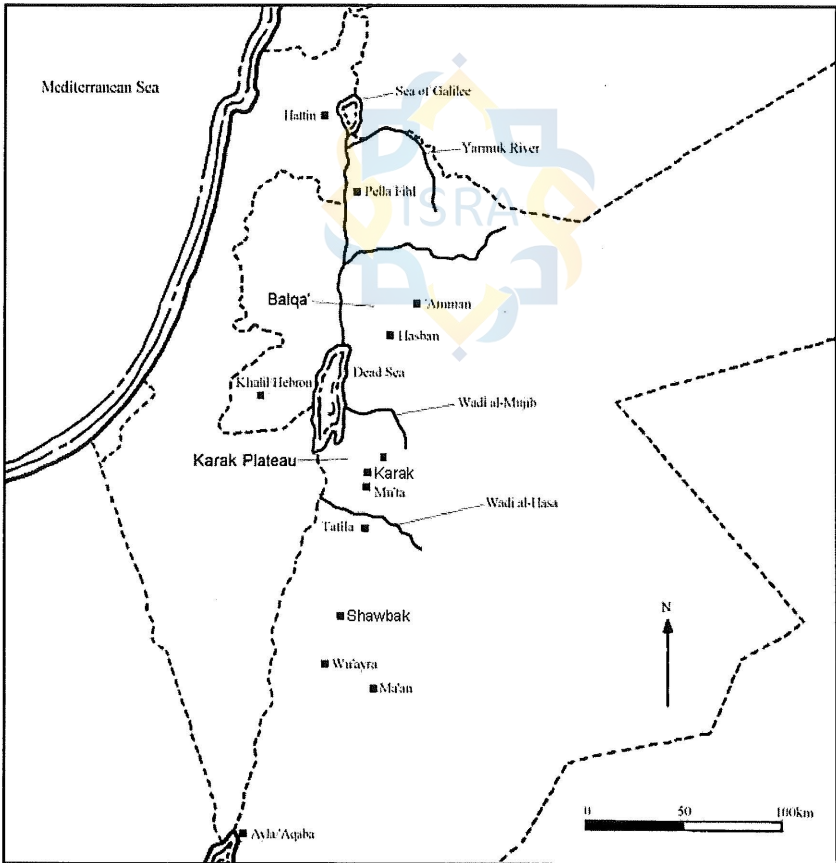 Mediterranean Sea
Sea of Galilee
Hattin
Yarmuk River
Pella Fihl
ISRA
Balqa'
'Amman
Hasban
Dead Sea
Khalil/Hebron
Wadi al-Mujib
Karak Plateau
Karak
Mu'ta
Wadi al-Hasa
Tafila
Shawbak
N
Wu'ayra
Ma'an
0 50 100km
Ayla/'Aqaba